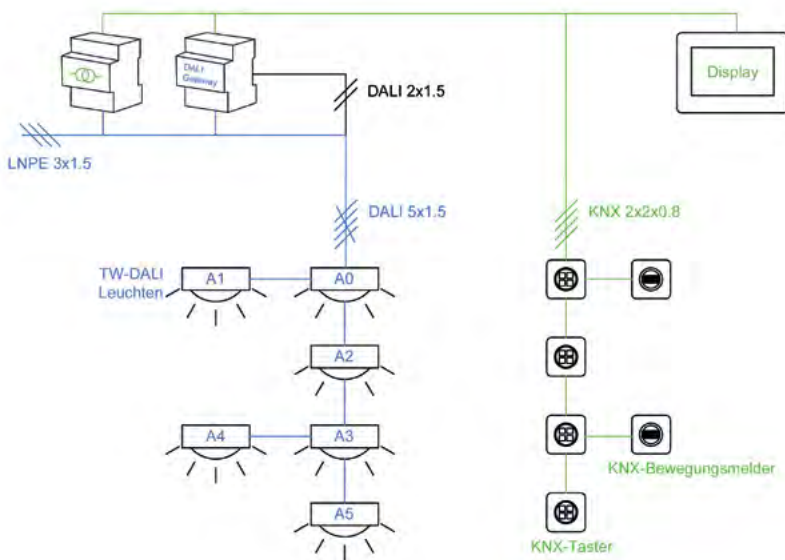 DALI
Gateway
Display
DALI 2x1.5
LNPE 3x1.5
DALI 5x1.5
KNX 2x2x0.8
TW-DALI
Leuchten
A1
A0
A2
A4
A3
KNX-Bewegungsmelder
A5
KNX-Taster